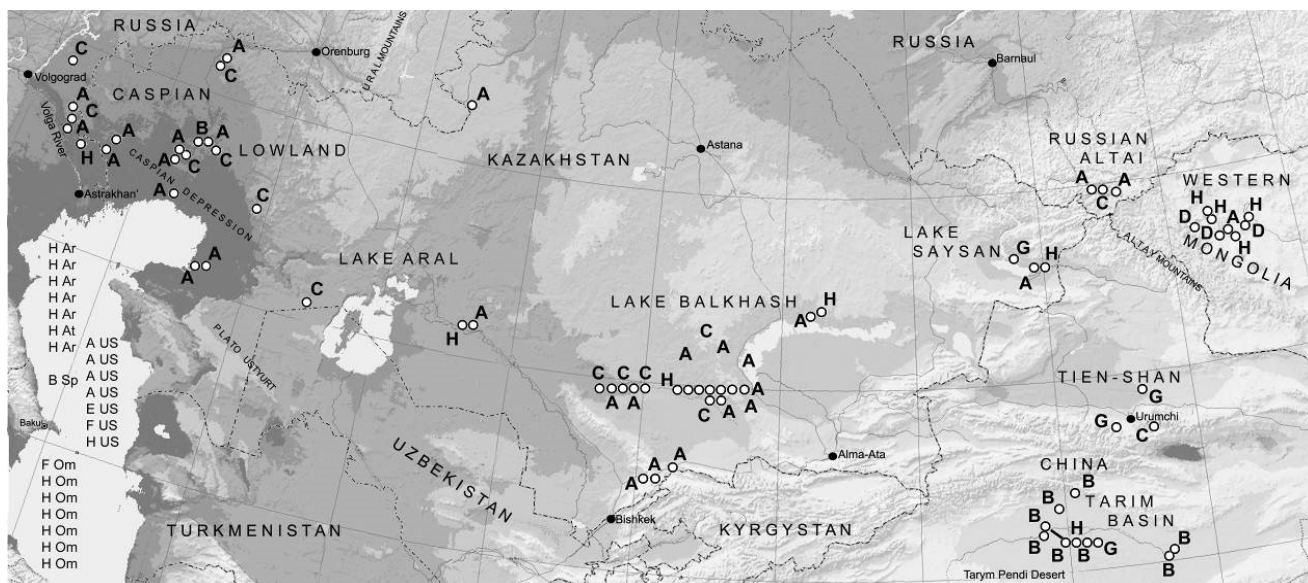 RUSSIA
C
A
Orenburg
URAL MOUNTAINS
RUSSIA
Barnaul
Volgograd
C
CASPIAN
A
A
C
Volga River
A
A
B
A
Astana
H
A
A
C
C
LOWLAND
KAZAKHSTAN
RUSSIAN
ALTAI
A
A
C
WESTERN
MONGOLIA
H
H
H
A
D
D
D
H
Astrakhan'
A
CASPIAN DEPRESSION
C
LAKE
SAYSAN
G
H
A
ALTAY MOUNTAINS
A
A
LAKE ARAL
C
A
H
LAKE BALKHASH
H
A
PLATO USTYURT
C
A
A
A
C C C C
A A
H
A
C
A
A
H Ar
H Ar
H Ar
H Ar
H Ar
H At
H Ar
A US
A US
A US
A US
E US
F US
H US
B Sp
Baku
F Om
H Om
H Om
H Om
H Om
H Om
H Om
TIEN-SHAN
G
G
Urumchi
C
UZBEKISTAN
A
A
Alma-Ata
CHINA
B
TARIM
BASIN
B
B
H
B
B
B
G
B
B
Bishkek
TURKMENISTAN
KYRGYSTAN
Tarym Pendi Desert